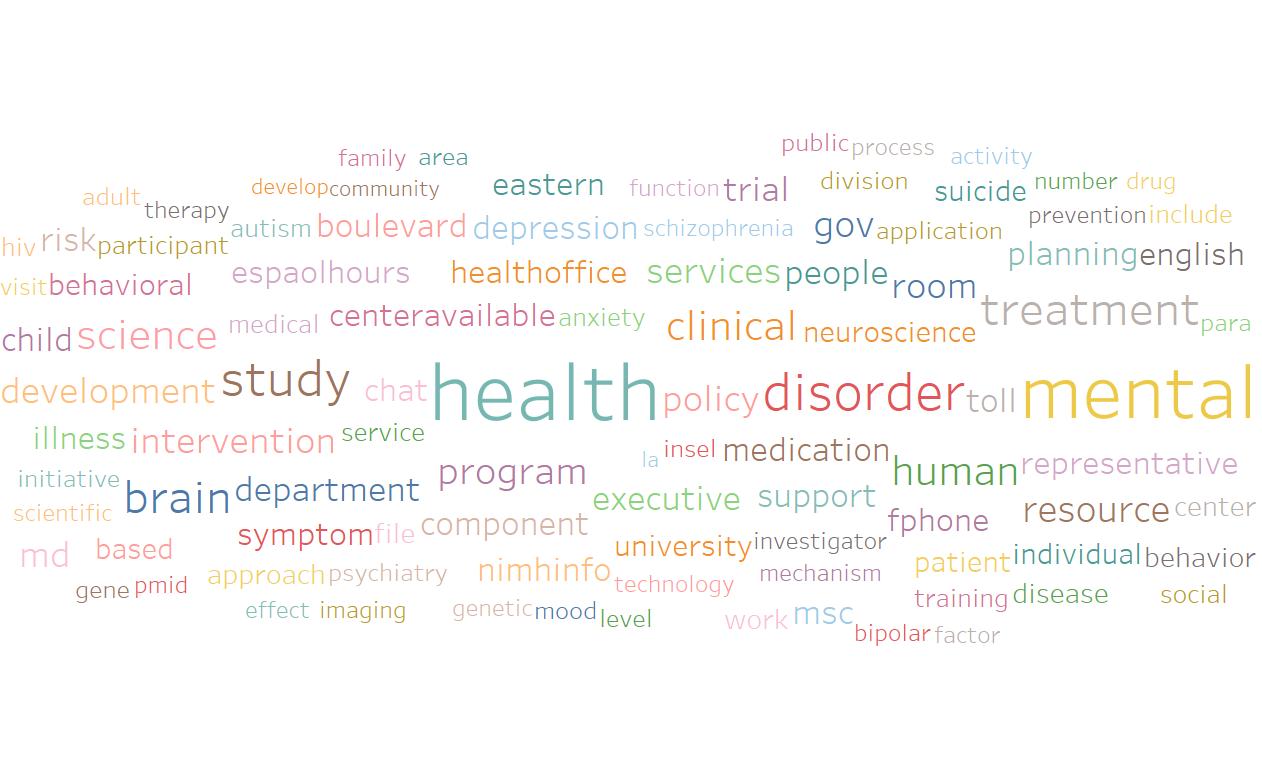 public process
family area activity
develop community eastern function trial division suicide number drug
adult therapy prevention include
autism boulevard depression schizophrenia gov application
hiv risk participant planning english
visit behavioral espaolhours healthoffice services people room
treatment para
child science medical centeravailable anxiety clinical neuroscience
development study chat health policy disorder toll mental
illness intervention service
la insel medication human representative
initiative brain department program executive support
scientific symptom file component fphone resource center
md based university investigator patient individual behavior
gene pmid approach psychiatry nimhinfo technology mechanism
training disease social
effect imaging genetic mood level work msc
bipolar factor